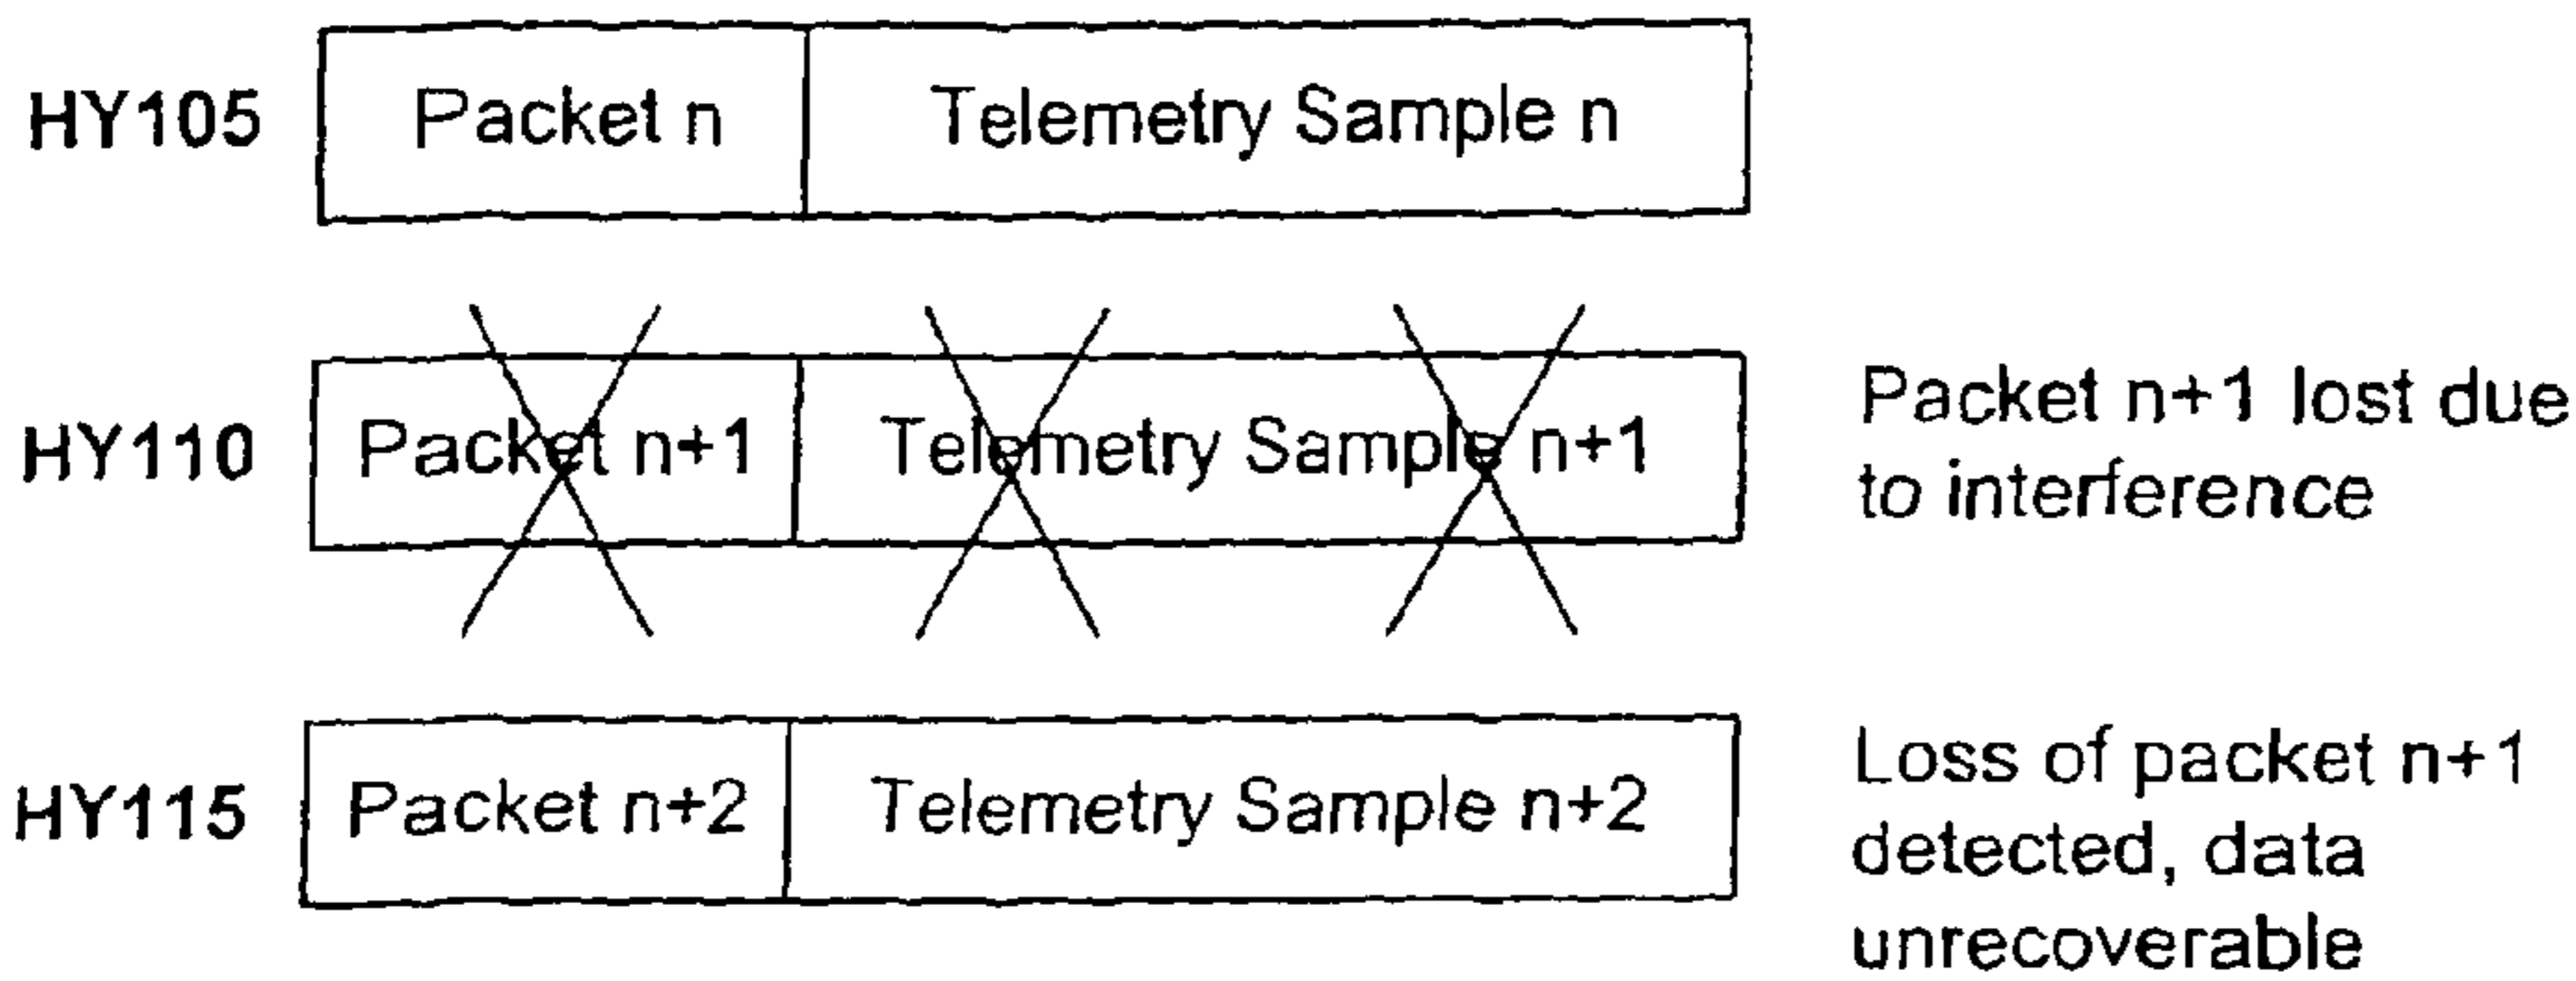 HY105 Packet n Telemetry Sample n
HY110 Packet n+1 Telemetry Sample n+1 Packet n+1 lost due
to interference
HY115 Packet n+2 Telemetry Sample n+2 Loss of packet n+1
detected, data
unrecoverable